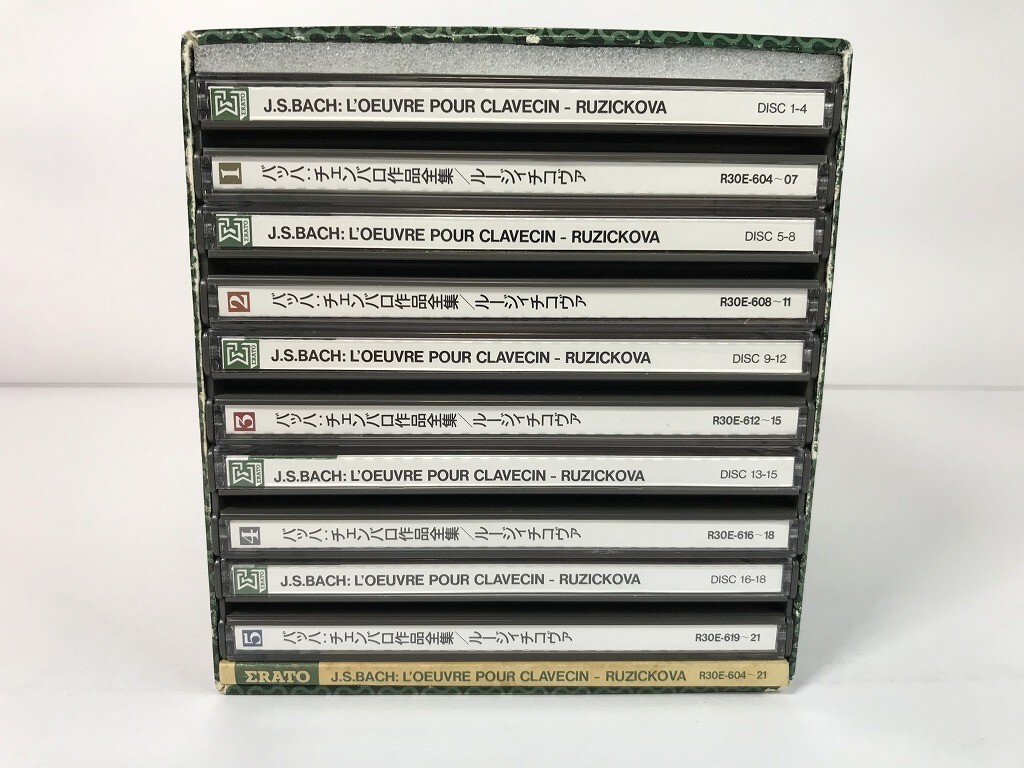 ERATO J.S.BACH: L'OEUVRE POUR CLAVECIN - RUZICKOVA DISC 1-4
1 バッハ:チェンバロ作品全集/ルージイチコヴァ R30E-604~07
ERATO J.S.BACH: L'OEUVRE POUR CLAVECIN - RUZICKOVA DISC 5-8
2 バッハ:チェンバロ作品全集/ルージイチコヴァ R30E-608~11
ERATO J.S.BACH: L'OEUVRE POUR CLAVECIN - RUZICKOVA DISC 9-12
3 バッハ:チェンバロ作品全集/ルージイチコヴァ R30E-612~15
ERATO J.S.BACH: L'OEUVRE POUR CLAVECIN - RUZICKOVA DISC 13-15
4 バッハ:チェンバロ作品全集/ルージイチコヴァ R30E-616~18
ERATO J.S.BACH: L'OEUVRE POUR CLAVECIN - RUZICKOVA DISC 16-18
5 バッハ:チェンバロ作品全集/ルージイチコヴァ R30E-619~21
ΣRATO J.S.BACH: L'OEUVRE POUR CLAVECIN - RUZICKOVA R30E-604~21